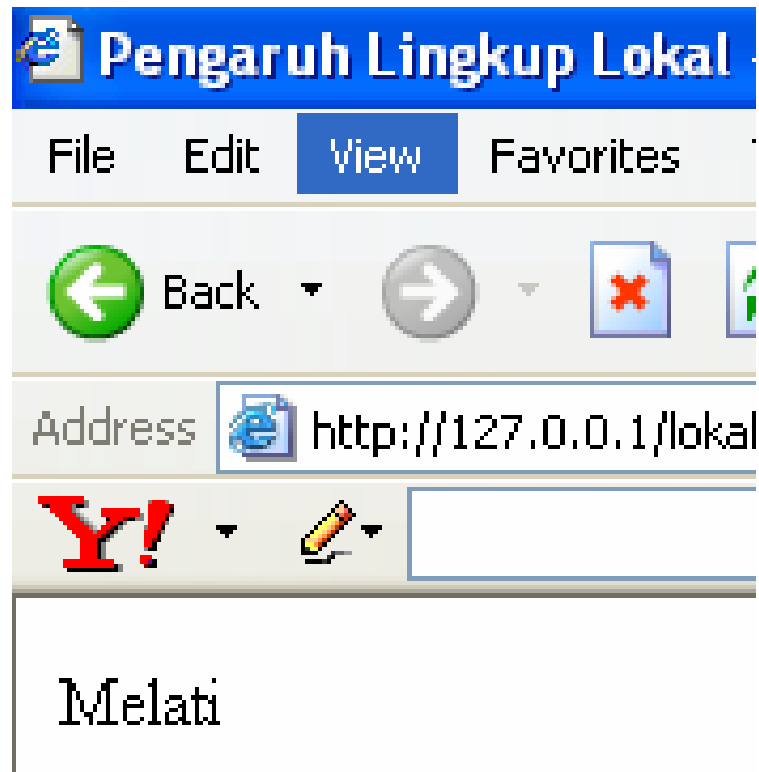 Pengaruh Lingkup Lokal -
File Edit View Favorites
Back
Address http://127.0.0.1/lokal
Y!
Melati